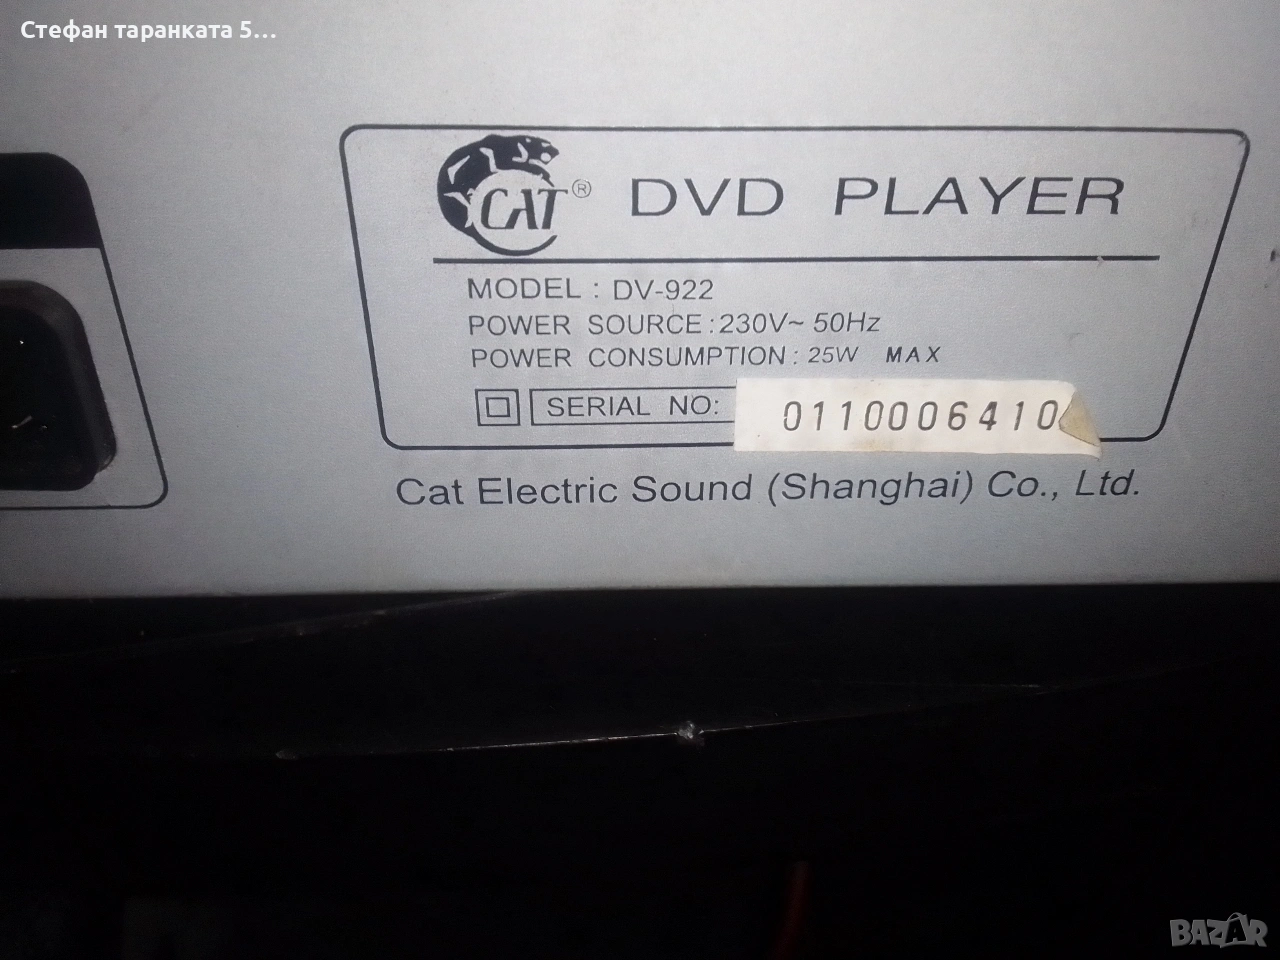 Стефан таранката 5...
CAT® DVD PLAYER
MODEL : DV-922
POWER SOURCE : 230V~ 50Hz
POWER CONSUMPTION : 25W MAX
SERIAL NO: 0110006410
Cat Electric Sound (Shanghai) Co., Ltd.
BAZAR